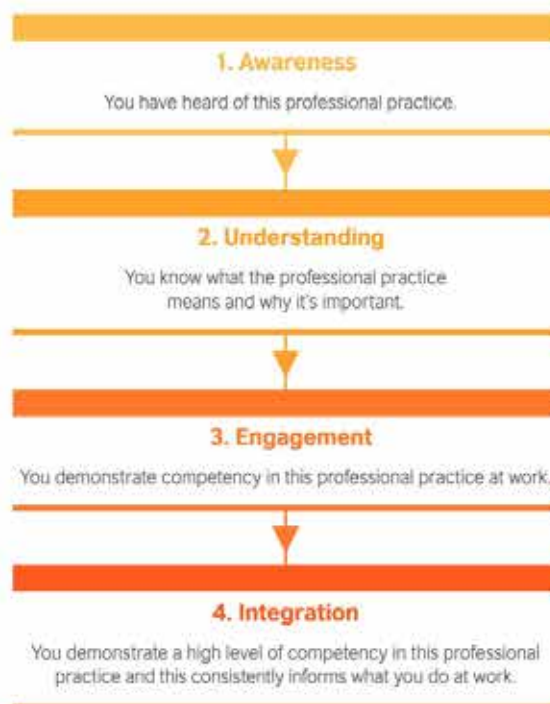 1. Awareness
You have heard of this professional practice.
2. Understanding
You know what the professional practice
means and why it's important.
3. Engagement
You demonstrate competency in this professional practice at work.
4. Integration
You demonstrate a high level of competency in this professional
practice and this consistently informs what you do at work.